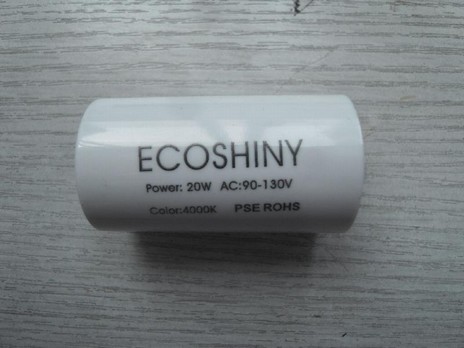 ECOSHINY
Power: 20W AC:90-130V
Color:4000K PSE ROHS